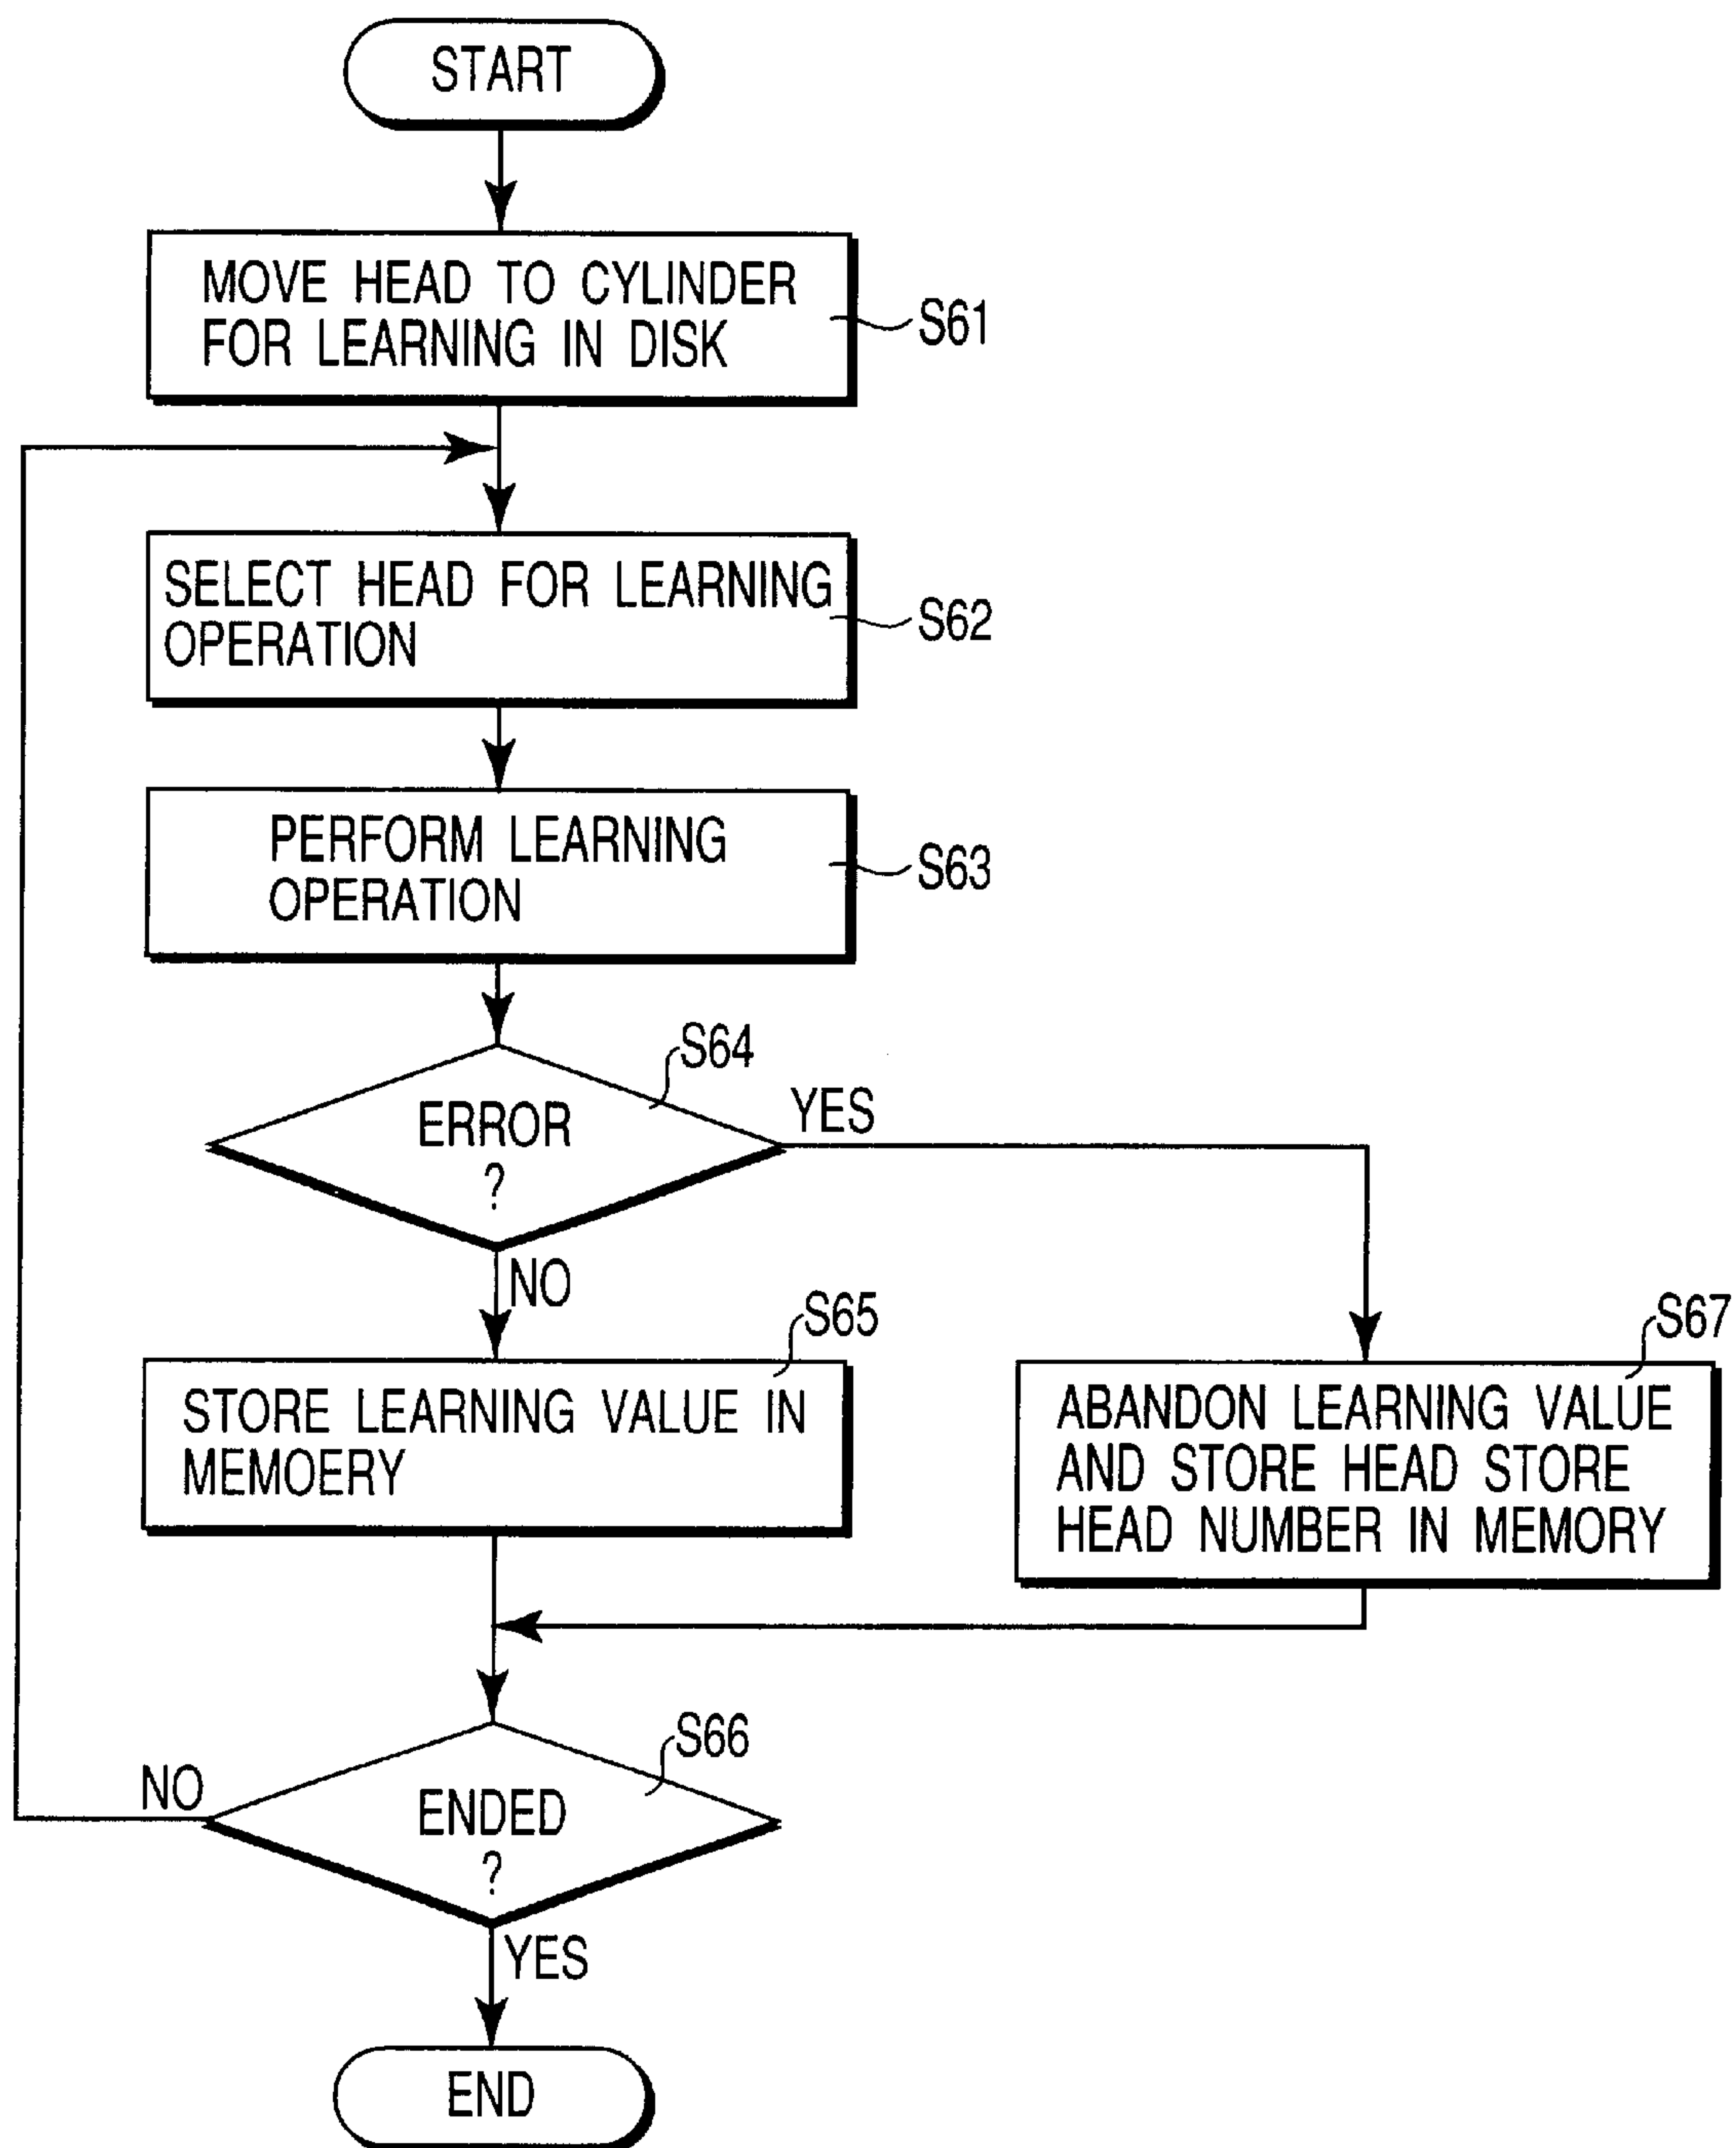 START
MOVE HEAD TO CYLINDER
FOR LEARNING IN DISK
S61
SELECT HEAD FOR LEARNING
OPERATION
S62
PERFORM LEARNING
OPERATION
S63
S64
ERROR
?
YES
NO
S65
STORE LEARNING VALUE IN
MEMOERY
S67
ABANDON LEARNING VALUE
AND STORE HEAD STORE
HEAD NUMBER IN MEMORY
S66
NO
ENDED
?
YES
END